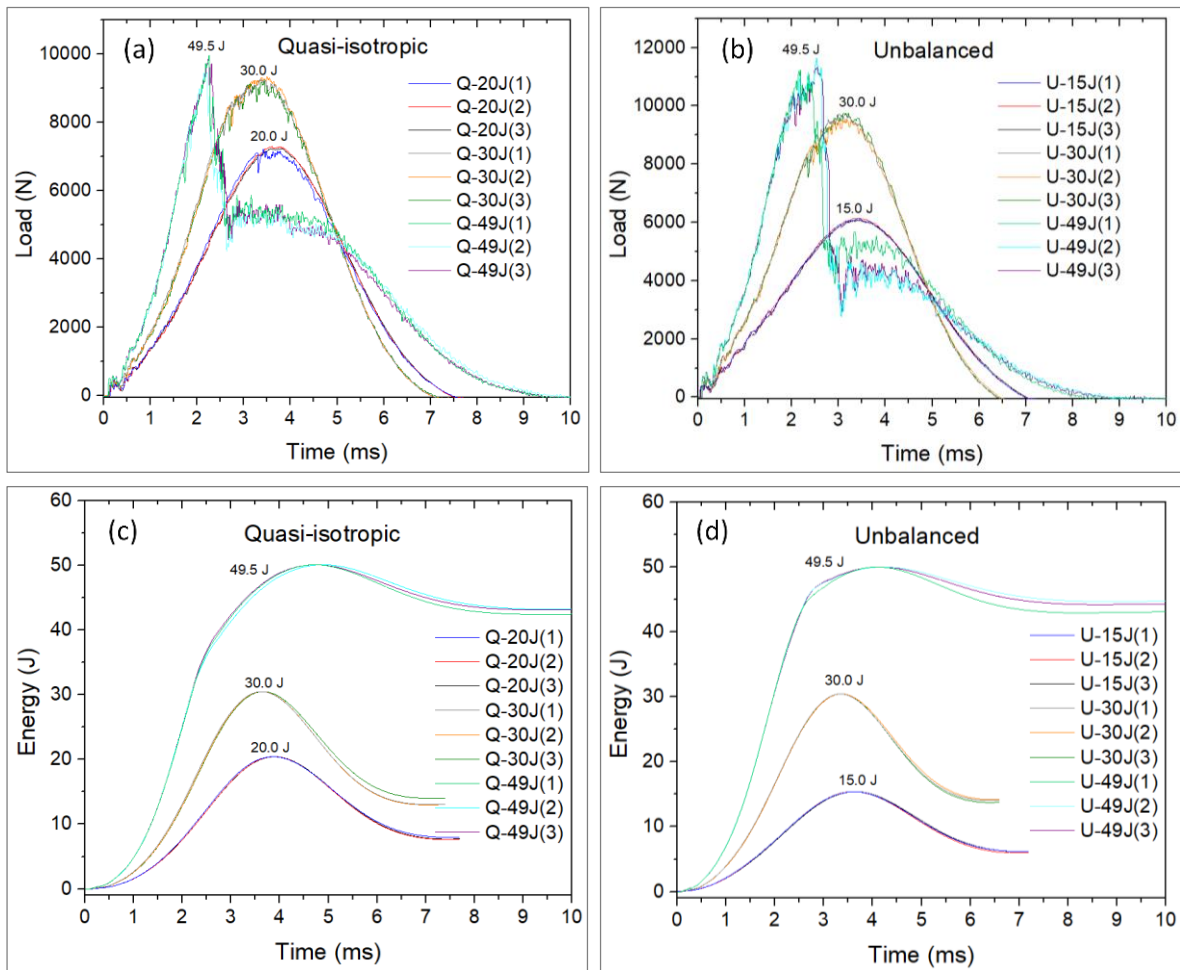 (a)
Quasi-isotropic
49.5 J
30.0 J
20.0 J
Q-20J(1)
Q-20J(2)
Q-20J(3)
Q-30J(1)
Q-30J(2)
Q-30J(3)
Q-49J(1)
Q-49J(2)
Q-49J(3)
Load (N)
10000
8000
6000
4000
2000
0
0 1 2 3 4 5 6 7 8 9 10
Time (ms)
(b)
Unbalanced
49.5 J
30.0 J
15.0 J
U-15J(1)
U-15J(2)
U-15J(3)
U-30J(1)
U-30J(2)
U-30J(3)
U-49J(1)
U-49J(2)
U-49J(3)
Load (N)
12000
10000
8000
6000
4000
2000
0
0 1 2 3 4 5 6 7 8 9 10
Time (ms)
(c)
Quasi-isotropic
49.5 J
30.0 J
20.0 J
Q-20J(1)
Q-20J(2)
Q-20J(3)
Q-30J(1)
Q-30J(2)
Q-30J(3)
Q-49J(1)
Q-49J(2)
Q-49J(3)
Energy (J)
60
50
40
30
20
10
0
0 1 2 3 4 5 6 7 8 9 10
Time (ms)
(d)
Unbalanced
49.5 J
30.0 J
15.0 J
U-15J(1)
U-15J(2)
U-15J(3)
U-30J(1)
U-30J(2)
U-30J(3)
U-49J(1)
U-49J(2)
U-49J(3)
Energy (J)
60
50
40
30
20
10
0
0 1 2 3 4 5 6 7 8 9 10
Time (ms)